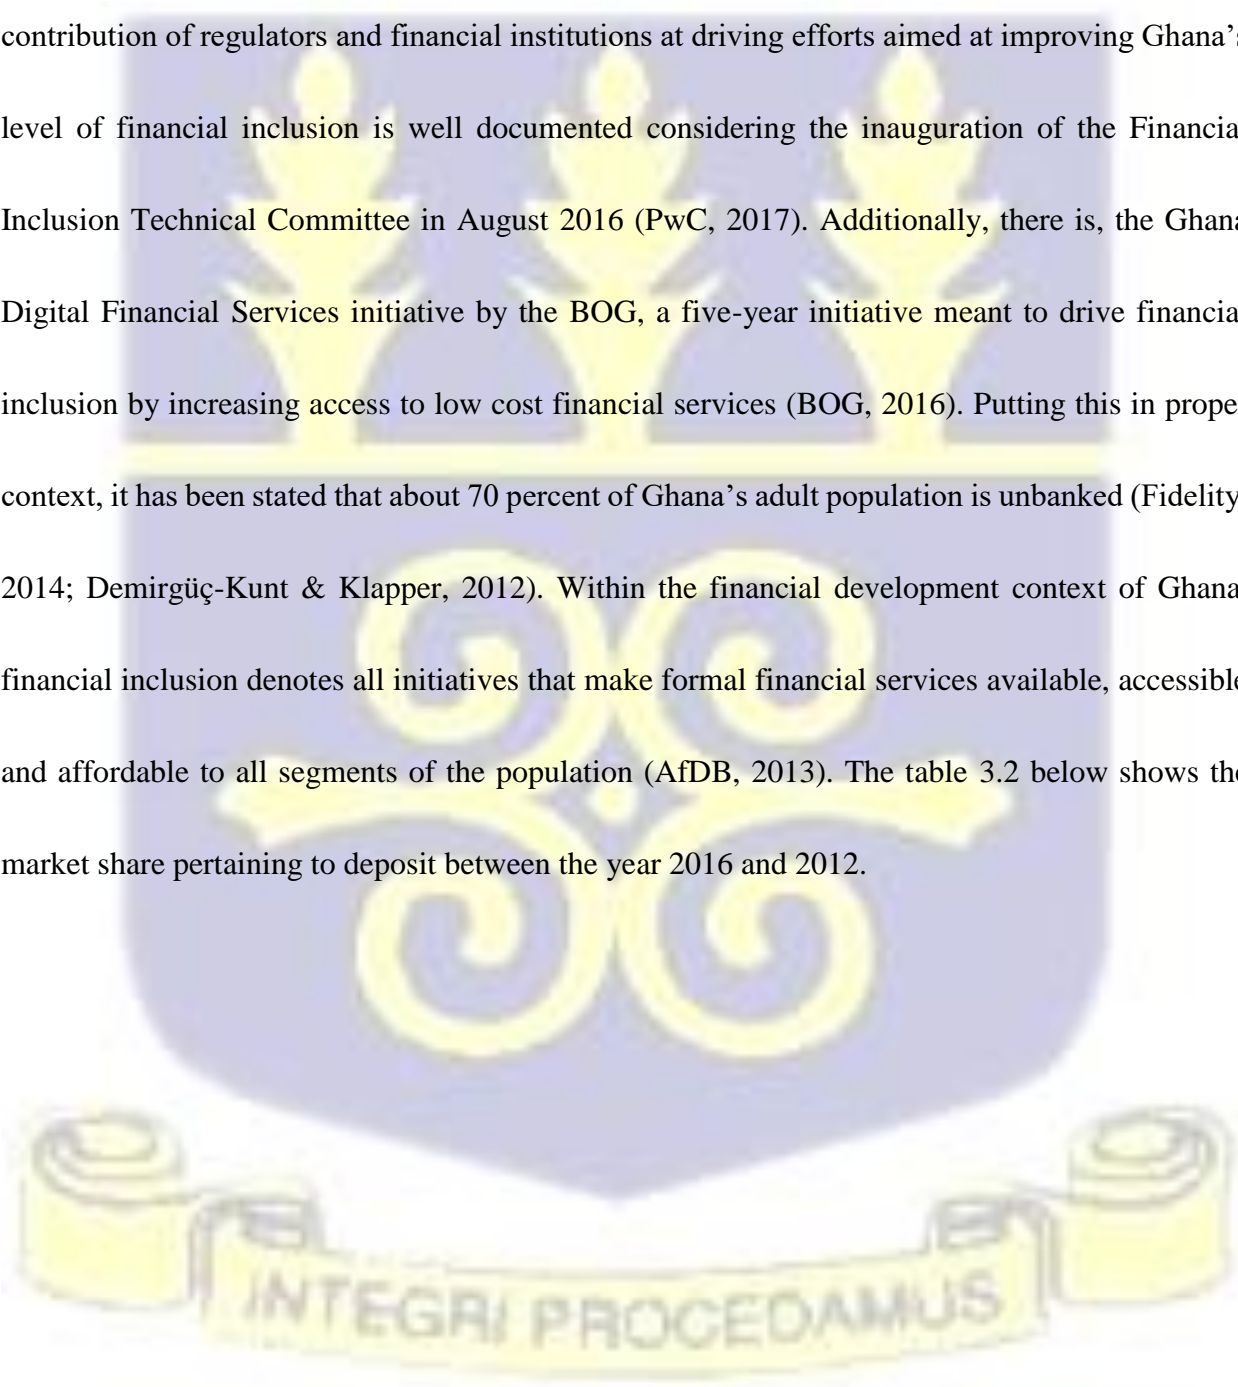 contribution of regulators and financial institutions at driving efforts aimed at improving Ghana's
level of financial inclusion is well documented considering the inauguration of the Financia
Inclusion Technical Committee in August 2016 (PwC, 2017). Additionally, there is, the Ghana
Digital Financial Services initiative by the BOG, a five-year initiative meant to drive financia
inclusion by increasing access to low cost financial services (BOG, 2016). Putting this in prope
context, it has been stated that about 70 percent of Ghana's adult population is unbanked (Fidelity
2014; Demirgüç-Kunt & Klapper, 2012). Within the financial development context of Ghana
financial inclusion denotes all initiatives that make formal financial services available, accessible
and affordable to all segments of the population (AfDB, 2013). The table 3.2 below shows the
market share pertaining to deposit between the year 2016 and 2012.
INTEGRI PROCEDAMUS